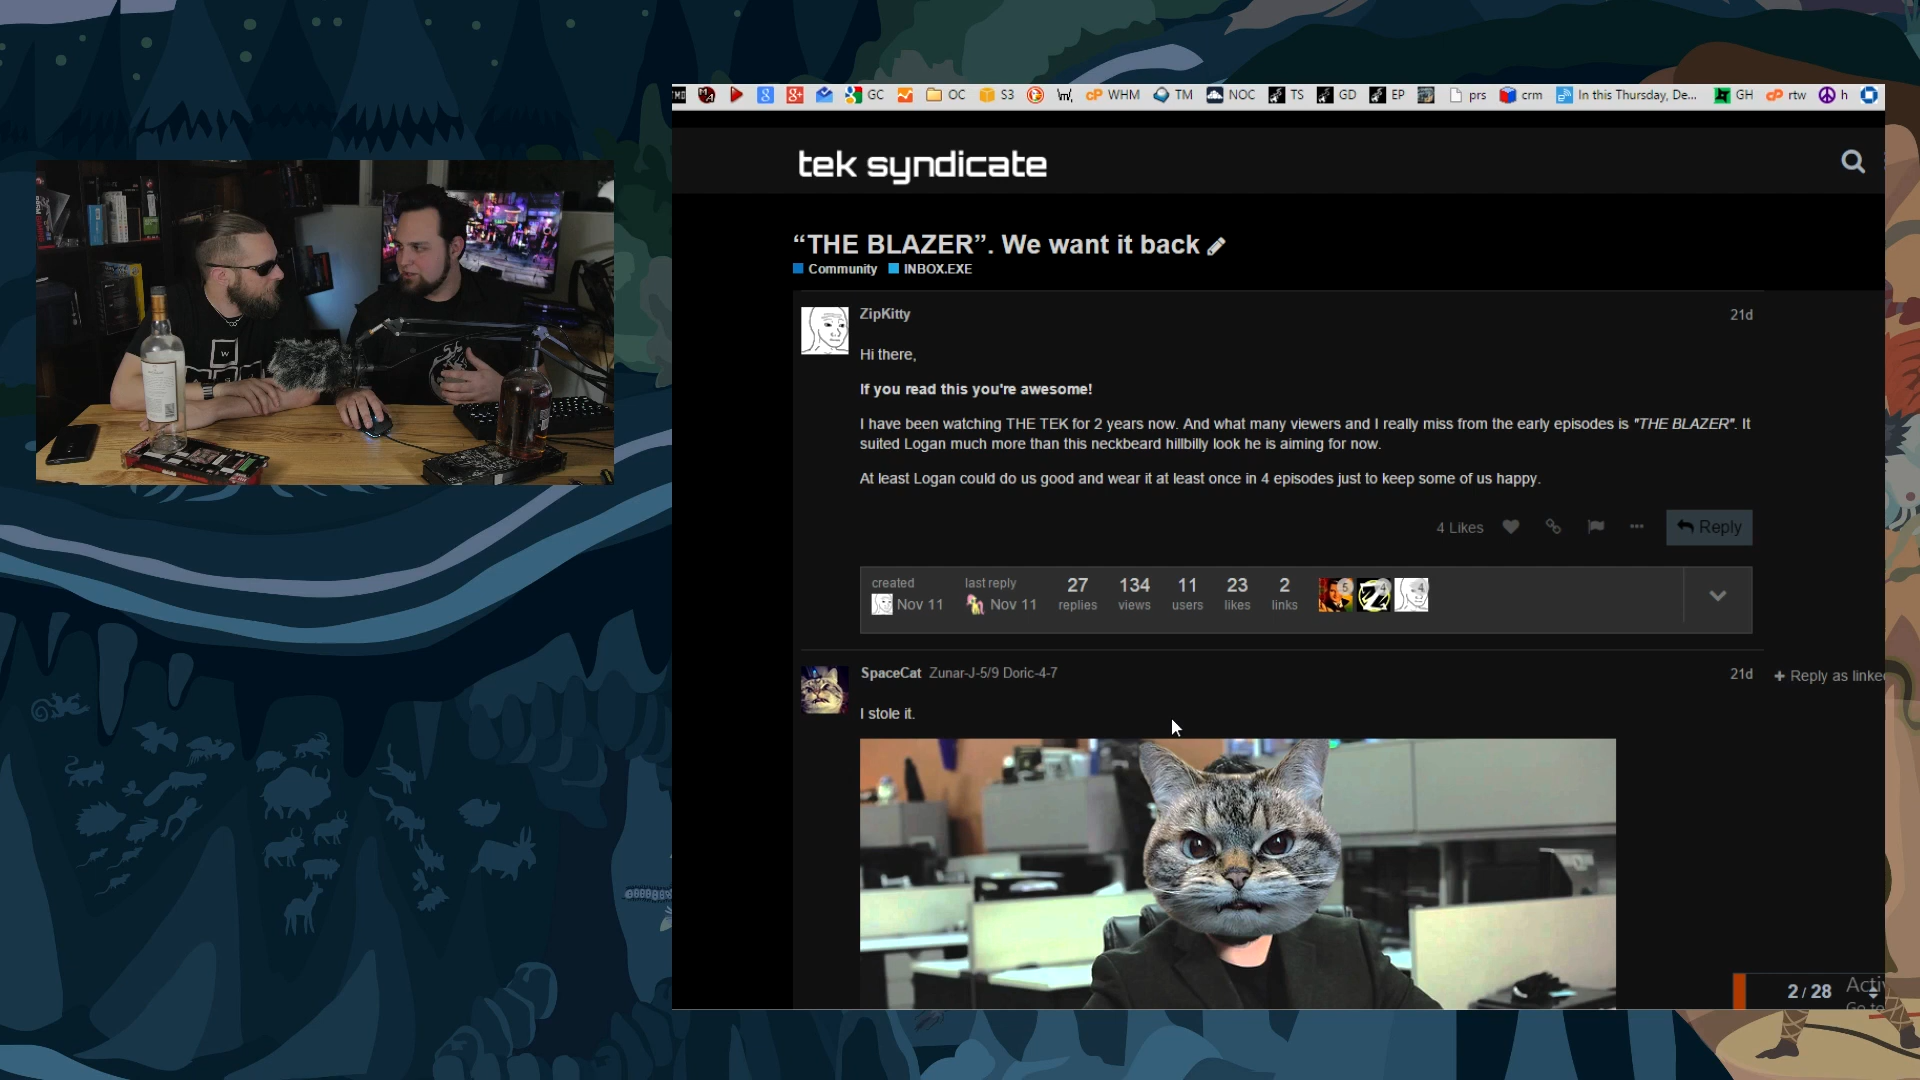 GC OC S3 WHM TM NOC TS GD EP prs crm In this Thursday, De... GH rtw h
tek syndicate
“THE BLAZER”. We want it back
Community INBOX.EXE
ZipKitty 21d
Hi there,
If you read this you're awesome!
I have been watching THE TEK for 2 years now. And what many viewers and I really miss from the early episodes is "THE BLAZER". It
suited Logan much more than this neckbeard hillbilly look he is aiming for now.
At least Logan could do us good and wear it at least once in 4 episodes just to keep some of us happy.
4 Likes Reply
created last reply 27 134 11 23 2 5 4 4
Nov 11 Nov 11 replies views users likes links
SpaceCat Zunar-J-5/9 Doric-4-7 21d
+ Reply as linke
I stole it.
2 / 28